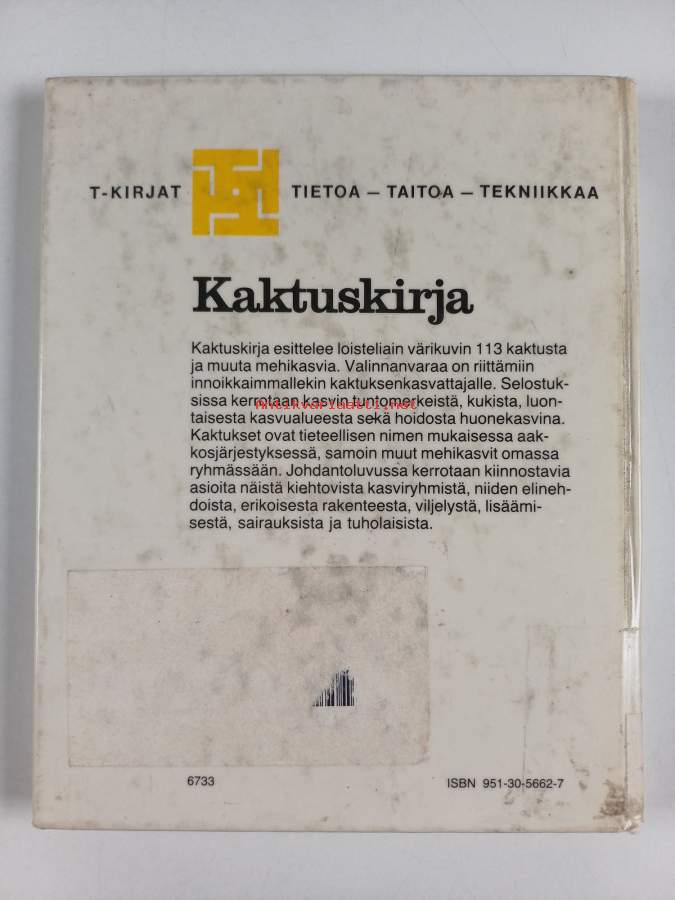 T-KIRJAT TIETOA – TAITOA – TEKNIIKKAA
Kaktuskirja
Kaktuskirja esittelee loisteliain värikuvin 113 kaktusta
ja muuta mehikasvia. Valinnanvaraa on riittämiin
innoikkaimmallekin kaktuksenkasvattajalle. Selostuk-
sissa kerrotaan kasvin tuntomerkeistä, kukista, luon-
Antikvariaatti.net
taisesta kasvualueesta sekä hoidosta huonekasvina.
Kaktukset ovat tieteellisen nimen mukaisessa aak-
kosjärjestyksessä, samoin muut mehikasvit omassa
ryhmässään. Johdantoluvussa kerrotaan kiinnostavia
asioita näistä kiehtovista kasviryhmistä, niiden elineh-
doista, erikoisesta rakenteesta, viljelystä, lisäämi-
sestä, sairauksista ja tuholaisista.
6733 ISBN 951-30-5662-7